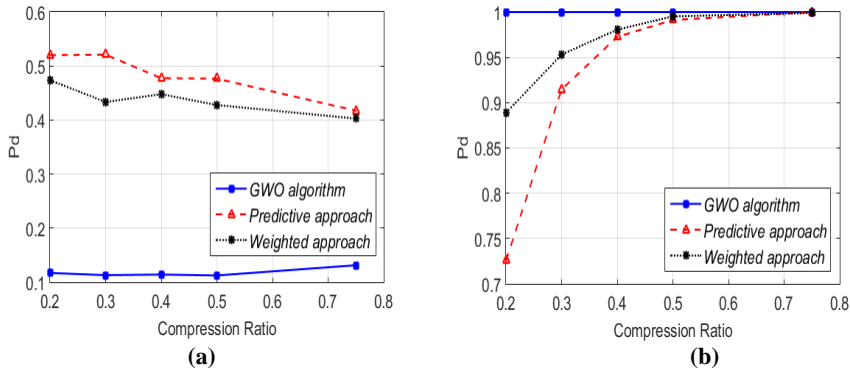 0.6
0.5
0.4
0.3
0.2
0.1
Pd
GWO algorithm
Predictive approach
Weighted approach
0.2 0.3 0.4 0.5 0.6 0.7 0.8
Compression Ratio
(a)
1
0.95
0.9
0.85
0.8
0.75
0.7
Pd
GWO algorithm
Predictive approach
Weighted approach
0.2 0.3 0.4 0.5 0.6 0.7 0.8
Compression Ratio
(b)